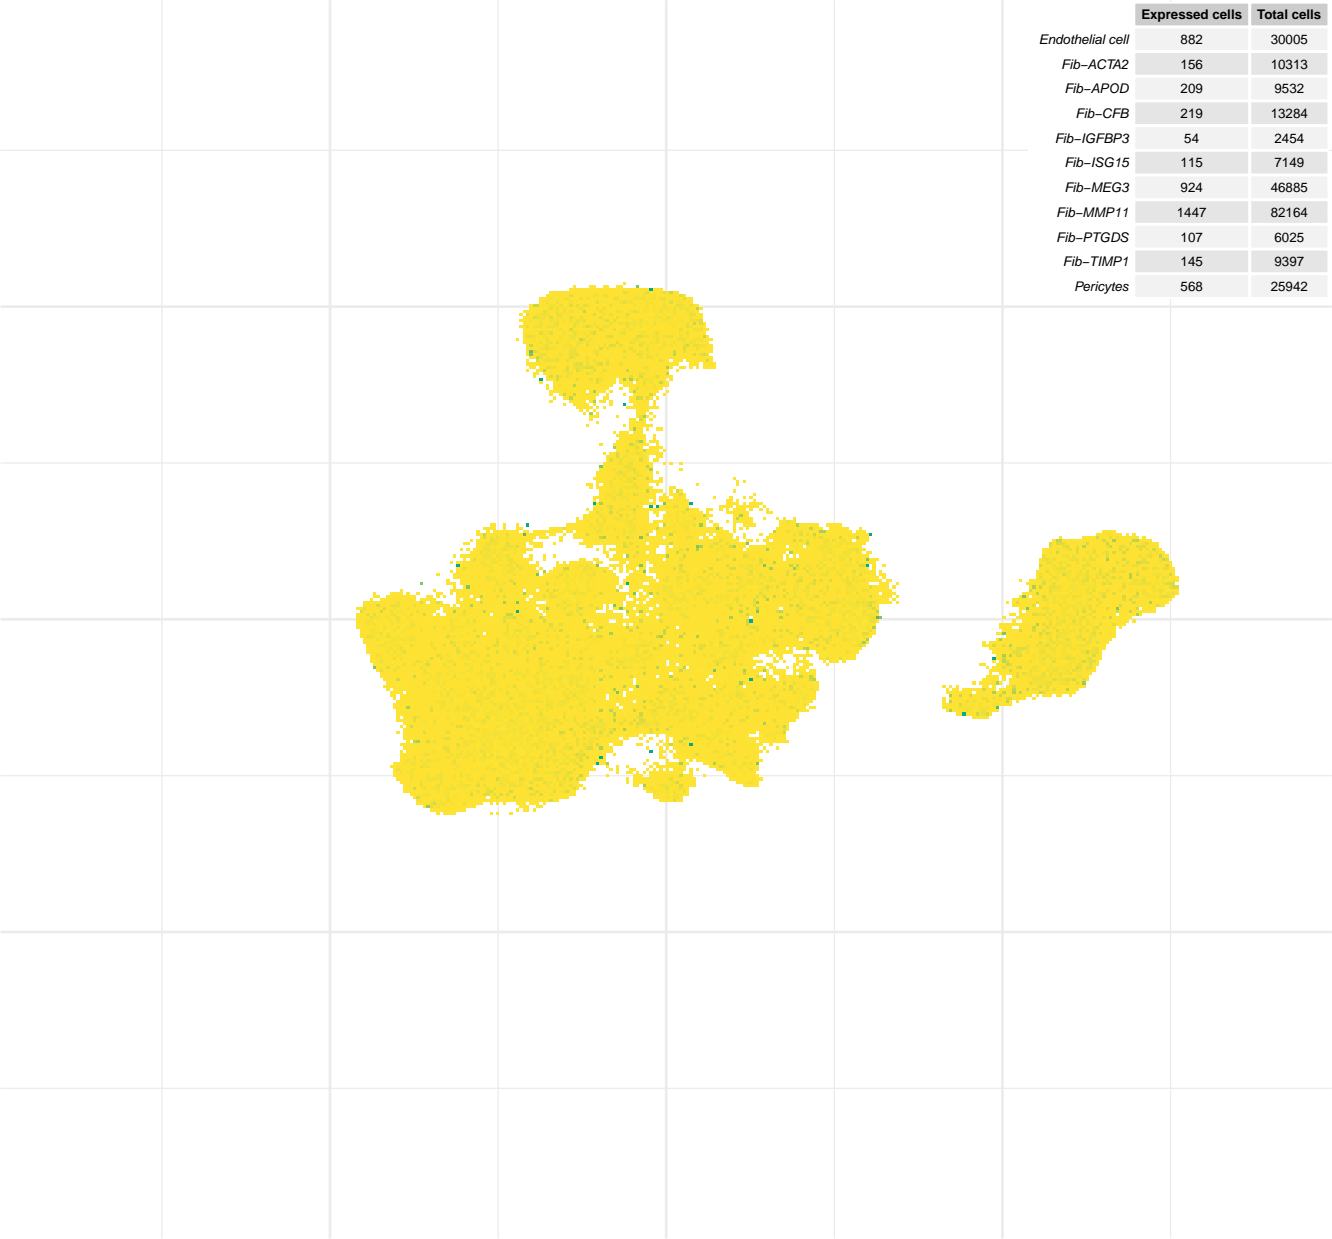 Expressed cells Total cells
Endothelial cell 882 30005
Fib−ACTA2 156 10313
Fib−APOD 209 9532
Fib−CFB 219 13284
Fib−IGFBP3 54 2454
Fib−ISG15 115 7149
Fib−MEG3 924 46885
Fib−MMP11 1447 82164
Fib−PTGDS 107 6025
Fib−TIMP1 145 9397
Pericytes 568 25942